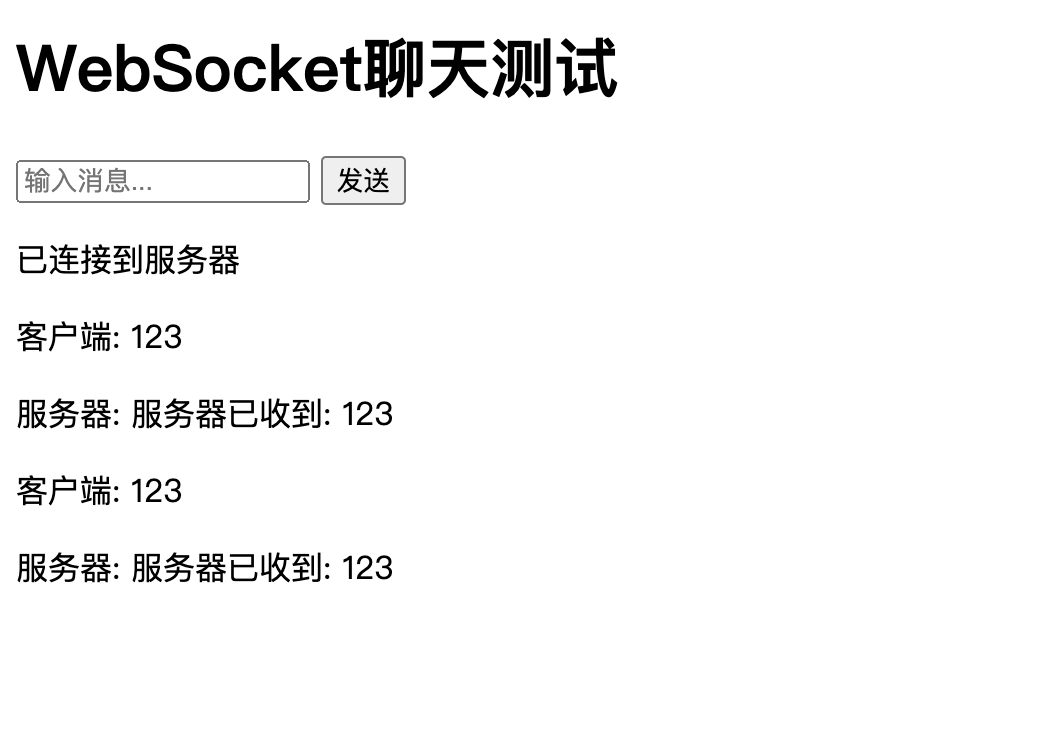 WebSocket聊天测试
输入消息... 发送
已连接到服务器
客户端: 123
服务器: 服务器已收到: 123
客户端: 123
服务器: 服务器已收到: 123